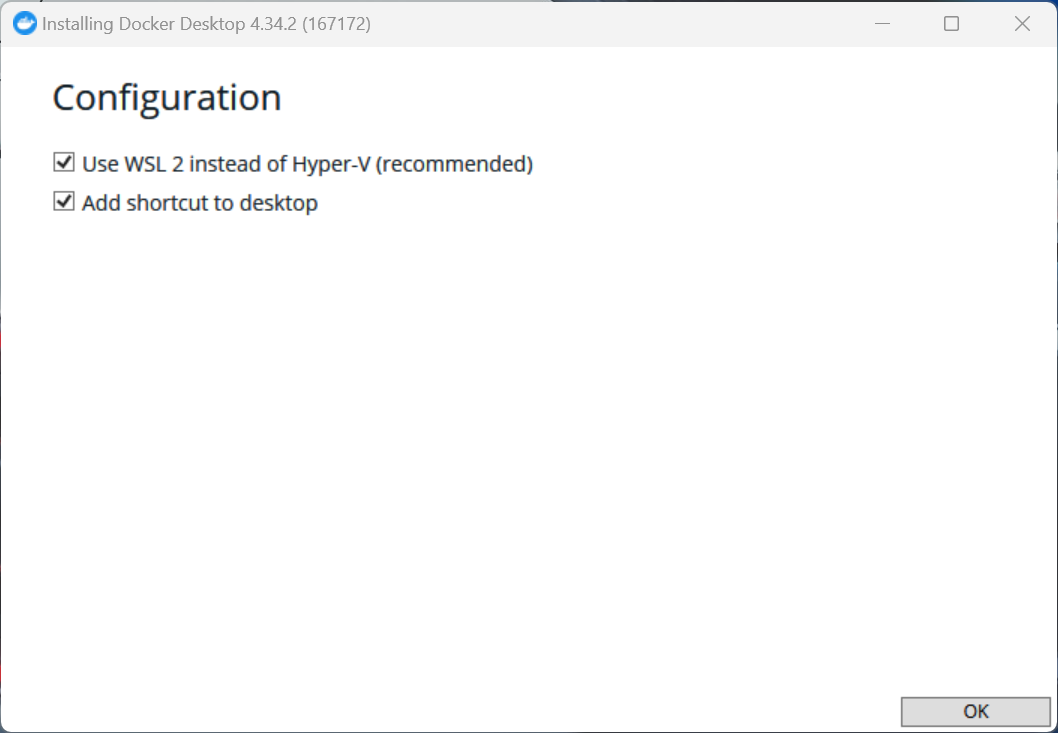 Installing Docker Desktop 4.34.2 (167172)
Configuration
Use WSL 2 instead of Hyper-V (recommended)
Add shortcut to desktop
OK